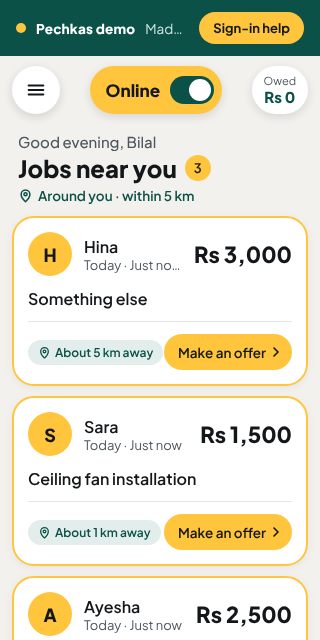 Pechkas demo Mad...
Sign-in help
Online
Owed
Rs 0
Good evening, Bilal
Jobs near you 3
Around you · within 5 km
H
Hina
Today · Just no...
Rs 3,000
Something else
About 5 km away
Make an offer
S
Sara
Today · Just now
Rs 1,500
Ceiling fan installation
About 1 km away
Make an offer
A
Ayesha
Today · Just now
Rs 2,500